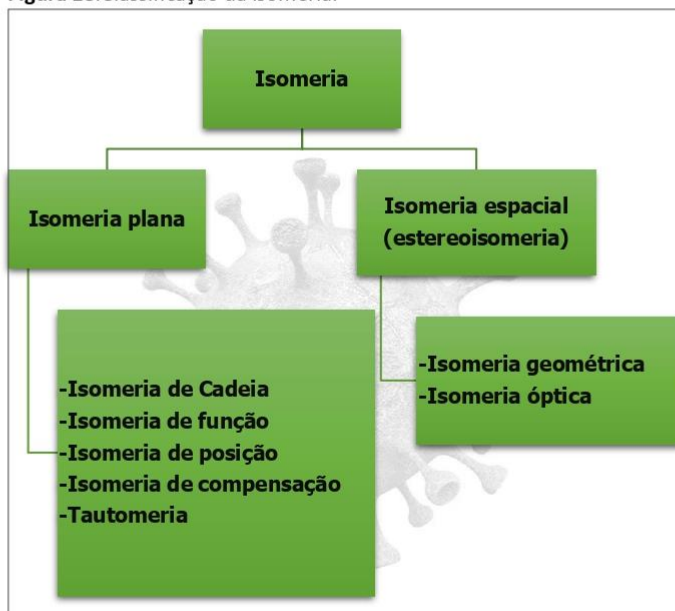 Isomeria
Isomeria plana
Isomeria espacial
(estereoisomeria)
-Isomeria de Cadeia
-Isomeria de função
-Isomeria de posição
-Isomeria de compensação
-Tautomeria
-Isomeria geométrica
-Isomeria óptica